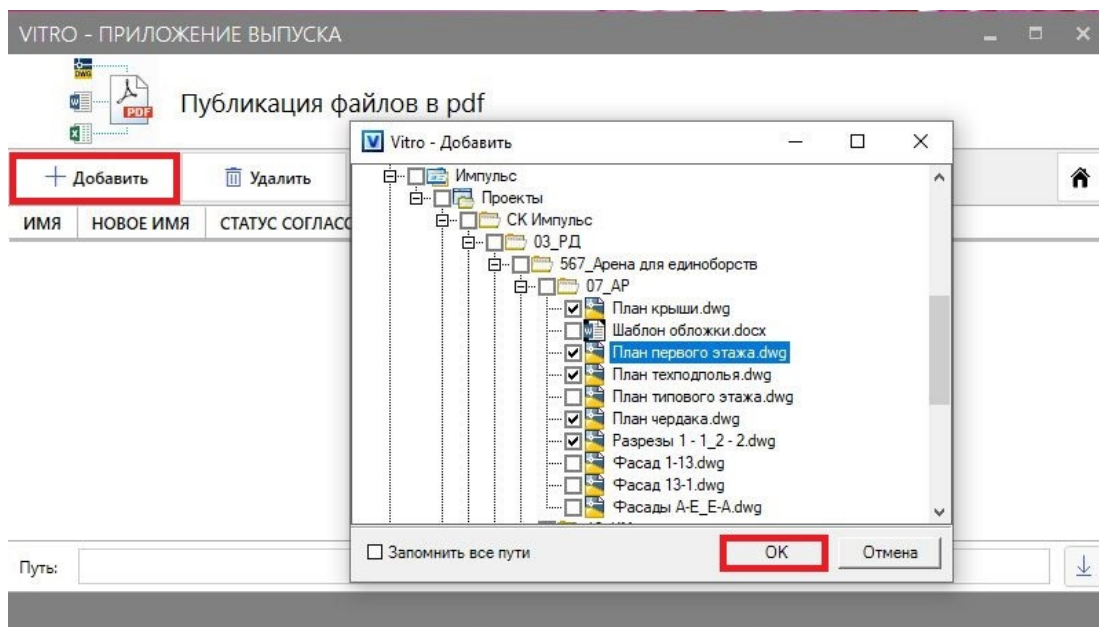 VITRO - ПРИЛОЖЕНИЕ ВЫПУСКА
DWG
PDF
Публикация файлов в pdf
Vitro - Добавить
Добавить
Удалить
ИМЯ НОВОЕ ИМЯ СТАТУС СОГЛАСО
Импульс
Проекты
СК Импульс
03_РД
567_Арена для единоборств
07_АР
План крыши.dwg
Шаблон обложки.docx
План первого этажа.dwg
План техподполья.dwg
План типового этажа.dwg
План чердака.dwg
Разрезы 1 - 1_2 - 2.dwg
Фасад 1-13.dwg
Фасад 13-1.dwg
Фасады А-Е_Е-А.dwg
Запомнить все пути
OK
Отмена
Путь: